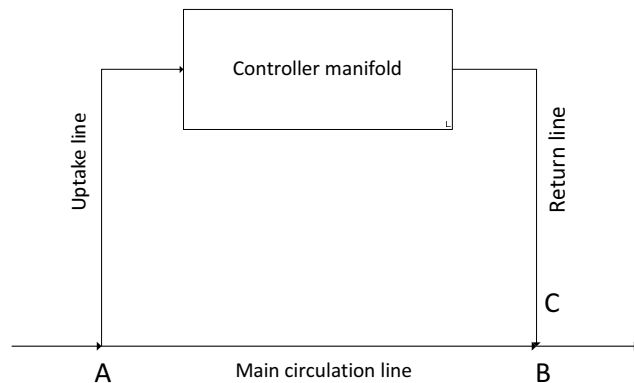 Controller manifold
Uptake line
Return line
C
A
Main circulation line
B